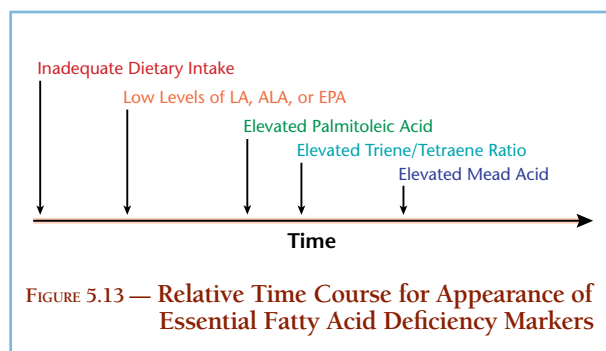 Inadequate Dietary Intake
Low Levels of LA, ALA, or EPA
Elevated Palmitoleic Acid
Elevated Triene/Tetraene Ratio
Elevated Mead Acid
Time
FIGURE 5.13 — Relative Time Course for Appearance of
Essential Fatty Acid Deficiency Markers